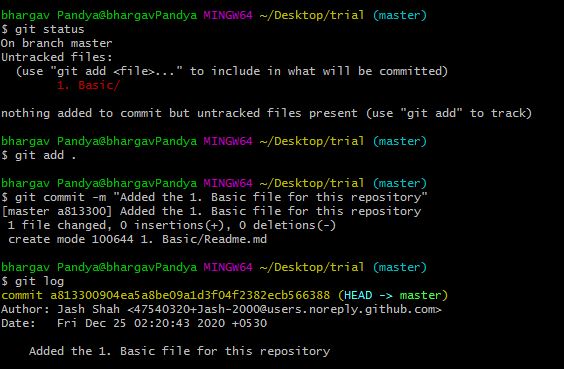 bhargav Pandya@bhargavPandya MINGW64 ~/Desktop/trial (master)
$ git status
On branch master
Untracked files:
  (use "git add <file>..." to include in what will be committed)
        1. Basic/
nothing added to commit but untracked files present (use "git add" to track)
bhargav Pandya@bhargavPandya MINGW64 ~/Desktop/trial (master)
$ git add .
bhargav Pandya@bhargavPandya MINGW64 ~/Desktop/trial (master)
$ git commit -m "Added the 1. Basic file for this repository"
[master a813300] Added the 1. Basic file for this repository
 1 file changed, 0 insertions(+), 0 deletions(-)
 create mode 100644 1. Basic/Readme.md
bhargav Pandya@bhargavPandya MINGW64 ~/Desktop/trial (master)
$ git log
commit a813300904ea5a8be09a1d3f04f2382ecb566388 (HEAD -> master)
Author: Jash Shah <47540320+Jash-2000@users.noreply.github.com>
Date:   Fri Dec 25 02:20:43 2020 +0530
    Added the 1. Basic file for this repository